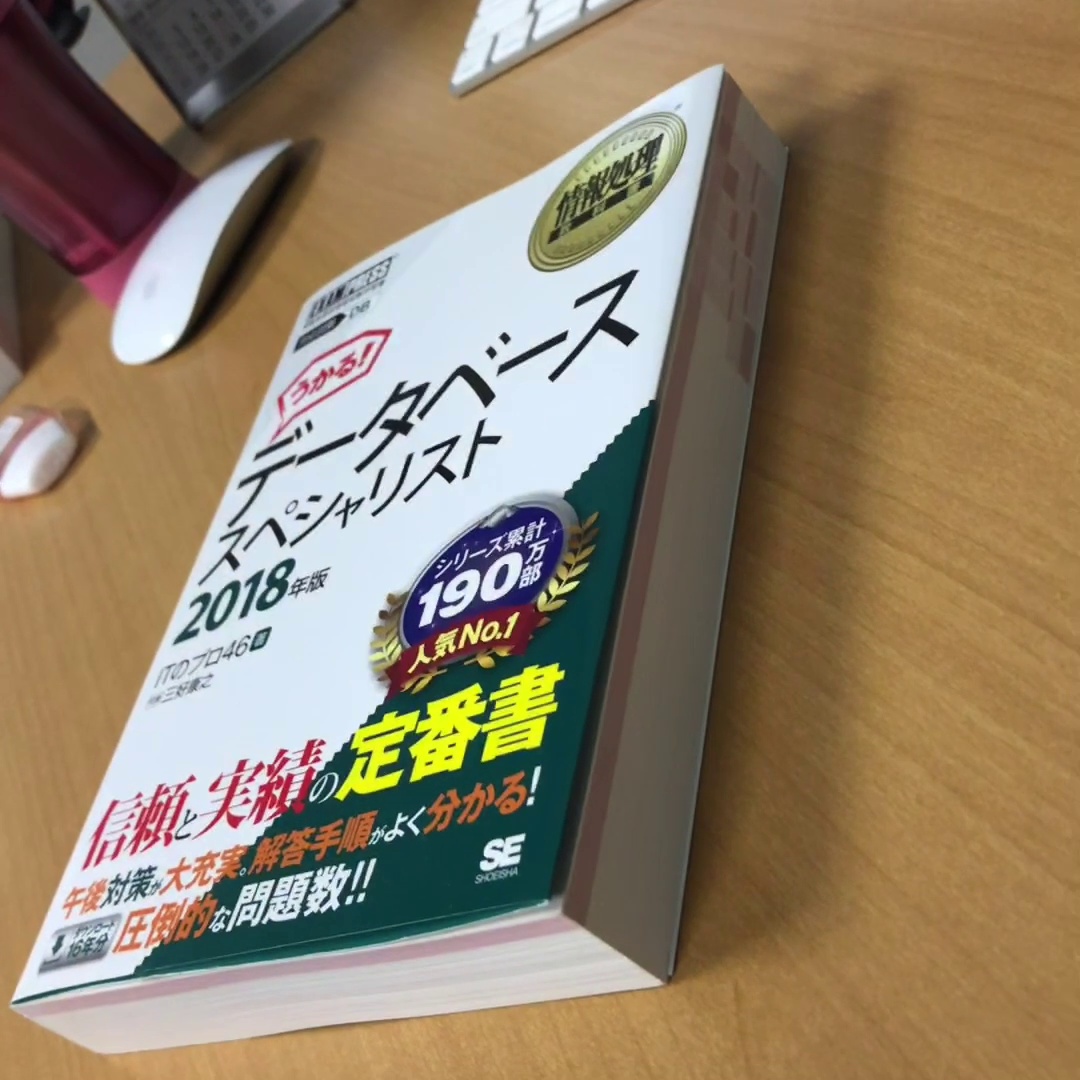 情報処理
教科書
EXAMPRESS
DB
うかる!
データベース
スペシャリスト
2018年版
ITのプロ46 著
三好康之
シリーズ累計
190万部
人気No.1
信頼と実績の定番書
午後対策が大充実。解答手順がよく分かる!
圧倒的な問題数!!
16年分
SE
SHOEISHA